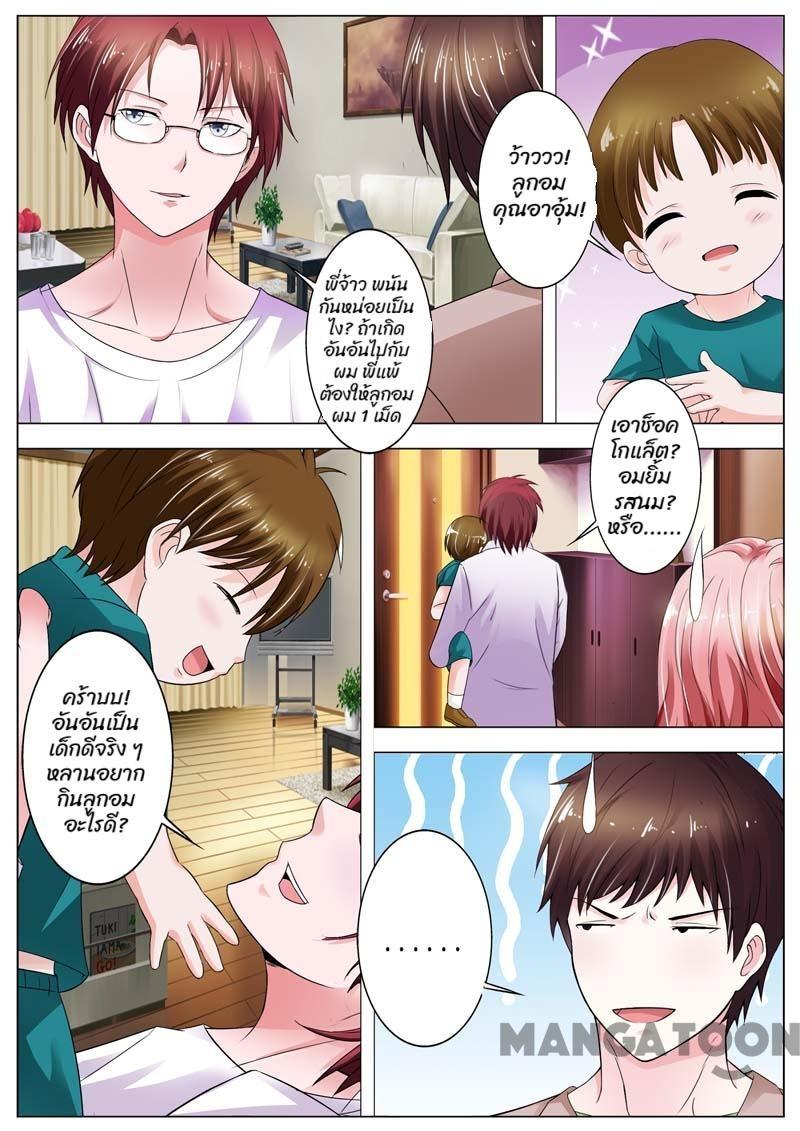 พี่จ้าว พนัน
กันหน่อยเป็น
ไง? ถ้าเกิด
อันอันไปกับ
ผม พี่แพ้
ต้องให้ลูกอม
ผม 1 เม็ด
ว้าววว!
ลูกอม
คุณอาอุ้ม!
คร้าบบ!
อันอันเป็น
เด็กดีจริง ๆ
หลานอยาก
กินลูกอม
อะไรดี?
เอาช็อค
โกแล็ต?
อมยิ้ม
รสนม?
หรือ......
......
TUKI
IAMA
GO!
MANGATOON